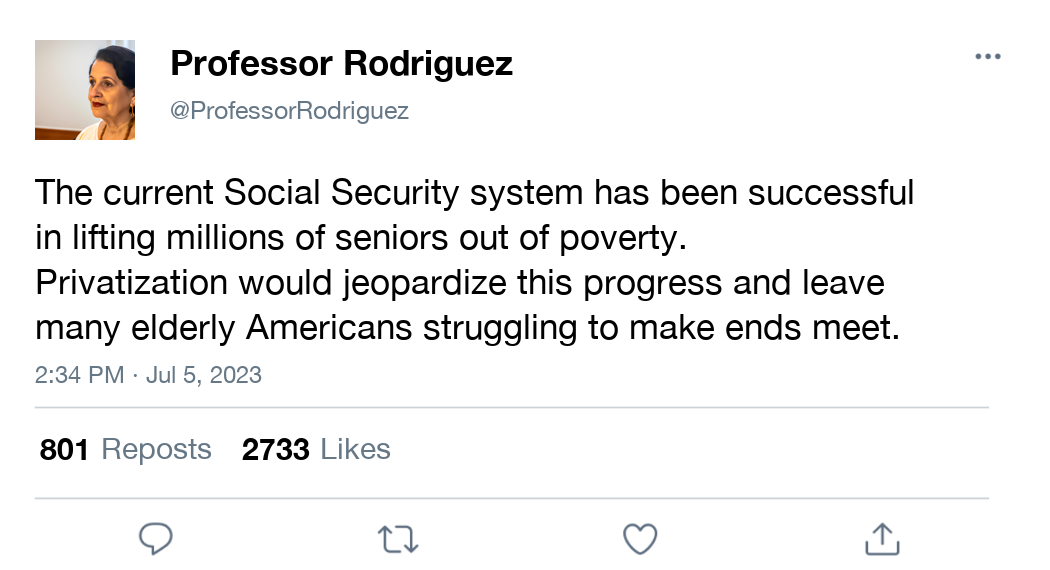 Professor Rodriguez
@ProfessorRodriguez
The current Social Security system has been successful
in lifting millions of seniors out of poverty.
Privatization would jeopardize this progress and leave
many elderly Americans struggling to make ends meet.
2:34 PM · Jul 5, 2023
801 Reposts 2733 Likes